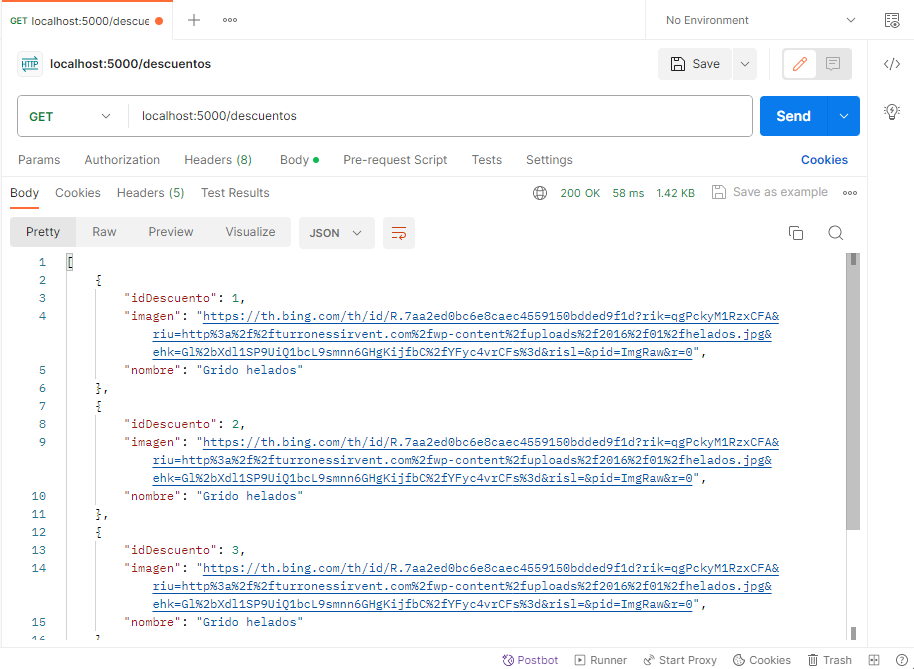 GET localhost:5000/descue
No Environment
HTTP localhost:5000/descuentos
Save
GET localhost:5000/descuentos
Send
Params Authorization Headers (8) Body Pre-request Script Tests Settings Cookies
Body Cookies Headers (5) Test Results 200 OK 58 ms 1.42 KB Save as example
Pretty Raw Preview Visualize JSON
1 [
2 {
3 "idDescuento": 1,
4 "imagen": "https://th.bing.com/th/id/R.7aa2ed0bc6e8caec4559150bdded9f1d?rik=qgPckyM1RzxCFA&
riu=http%3a%2f%2fturronessirvent.com%2fwp-content%2fuploads%2f2016%2f01%2fhelados.jpg&
ehk=Gl%2bXdl1SP9UiQ1bcL9smnn6GHgKijfbC%2fYFyc4vrCFs%3d&risl=&pid=ImgRaw&r=0",
5 "nombre": "Grido helados"
6 },
7 {
8 "idDescuento": 2,
9 "imagen": "https://th.bing.com/th/id/R.7aa2ed0bc6e8caec4559150bdded9f1d?rik=qgPckyM1RzxCFA&
riu=http%3a%2f%2fturronessirvent.com%2fwp-content%2fuploads%2f2016%2f01%2fhelados.jpg&
ehk=Gl%2bXdl1SP9UiQ1bcL9smnn6GHgKijfbC%2fYFyc4vrCFs%3d&risl=&pid=ImgRaw&r=0",
10 "nombre": "Grido helados"
11 },
12 {
13 "idDescuento": 3,
14 "imagen": "https://th.bing.com/th/id/R.7aa2ed0bc6e8caec4559150bdded9f1d?rik=qgPckyM1RzxCFA&
riu=http%3a%2f%2fturronessirvent.com%2fwp-content%2fuploads%2f2016%2f01%2fhelados.jpg&
ehk=Gl%2bXdl1SP9UiQ1bcL9smnn6GHgKijfbC%2fYFyc4vrCFs%3d&risl=&pid=ImgRaw&r=0",
15 "nombre": "Grido helados"
16
Postbot Runner Start Proxy Cookies Trash